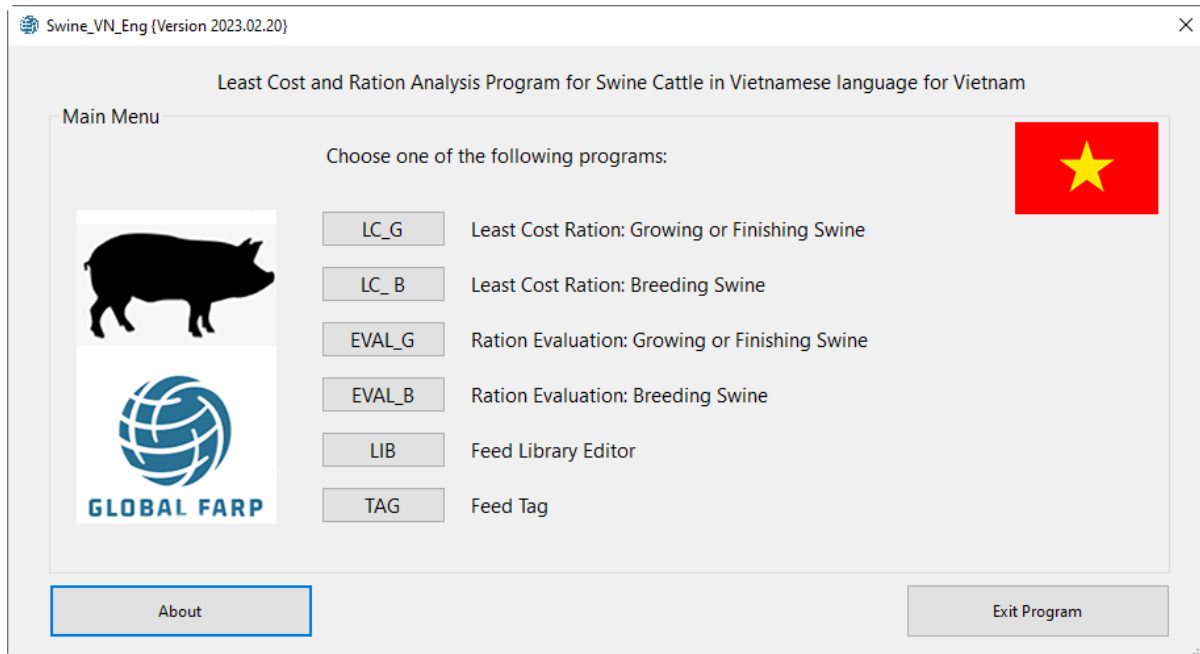 Swine_VN_Eng {Version 2023.02.20}
Least Cost and Ration Analysis Program for Swine Cattle in Vietnamese language for Vietnam
Main Menu
Choose one of the following programs:
LC_G Least Cost Ration: Growing or Finishing Swine
LC_ B Least Cost Ration: Breeding Swine
EVAL_G Ration Evaluation: Growing or Finishing Swine
EVAL_B Ration Evaluation: Breeding Swine
LIB Feed Library Editor
TAG Feed Tag
GLOBAL FARP
About Exit Program